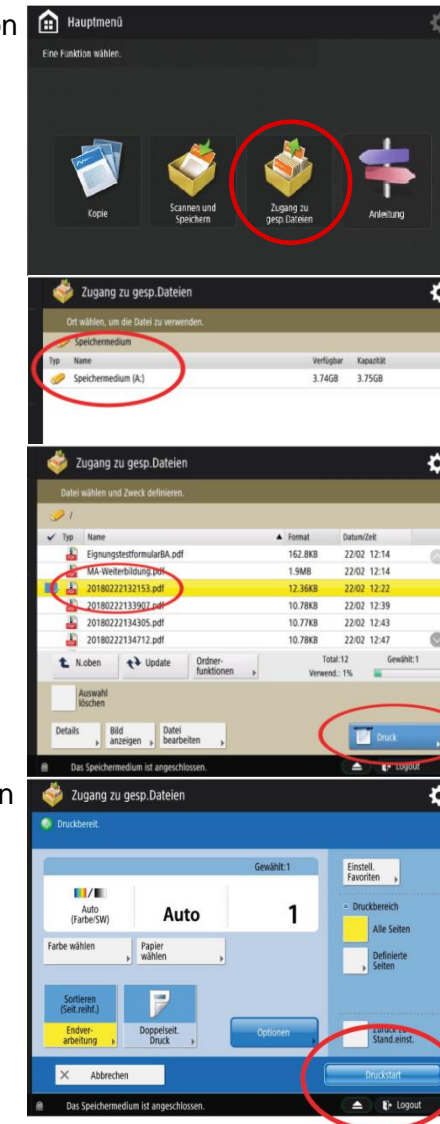 Hauptmenü
Eine Funktion wählen.
Kopie
Scannen und
Speichern
Zugang zu
gesp.Dateien
Anleitung
Zugang zu gesp.Dateien
Ort wählen, um die Datei zu verwenden.
Speichermedium
Typ Name Verfügbar Kapazität
Speichermedium (A:) 3.74GB 3.75GB
Zugang zu gesp.Dateien
Datei wählen und Zweck definieren.
/
Typ Name ▲ Format Datum/Zeit
EignungstestformularBA.pdf 162.8KB 22/02 12:14
MA-Weiterbildung.pdf 1.9MB 22/02 12:14
20180222132153.pdf 12.36KB 22/02 12:22
20180222133907.pdf 10.78KB 22/02 12:39
20180222134305.pdf 10.77KB 22/02 12:43
20180222134712.pdf 10.78KB 22/02 12:47
N.oben Update Ordner-
funktionen
Total:12 Gewählt:1
Verwend.: 1%
Auswahl
löschen
Details
Bild
anzeigen
Datei
bearbeiten
Druck
Das Speichermedium ist angeschlossen. Logout
n
Zugang zu gesp.Dateien
Druckbereit.
Gewählt:1
Auto
(Farbe/SW)
Auto
1
Farbe wählen
Papier
wählen
Sortieren
(Seit.reihf.)
Endver-
arbeitung
Doppelseit.
Druck
Optionen
Einstell.
Favoriten
Druckbereich
Alle Seiten
Definierte
Seiten
Zurück zu
Stand.einst.
Abbrechen
Druckstart
Das Speichermedium ist angeschlossen. Logout